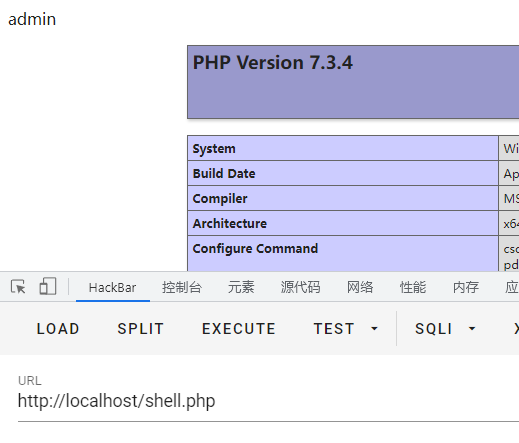 admin
PHP Version 7.3.4
System Wi
Build Date Ap
Compiler MS
Architecture x64
Configure Command csc
pd
HackBar 控制台 元素 源代码 网络 性能 内存 应
LOAD SPLIT EXECUTE TEST SQLI X
URL
http://localhost/shell.php